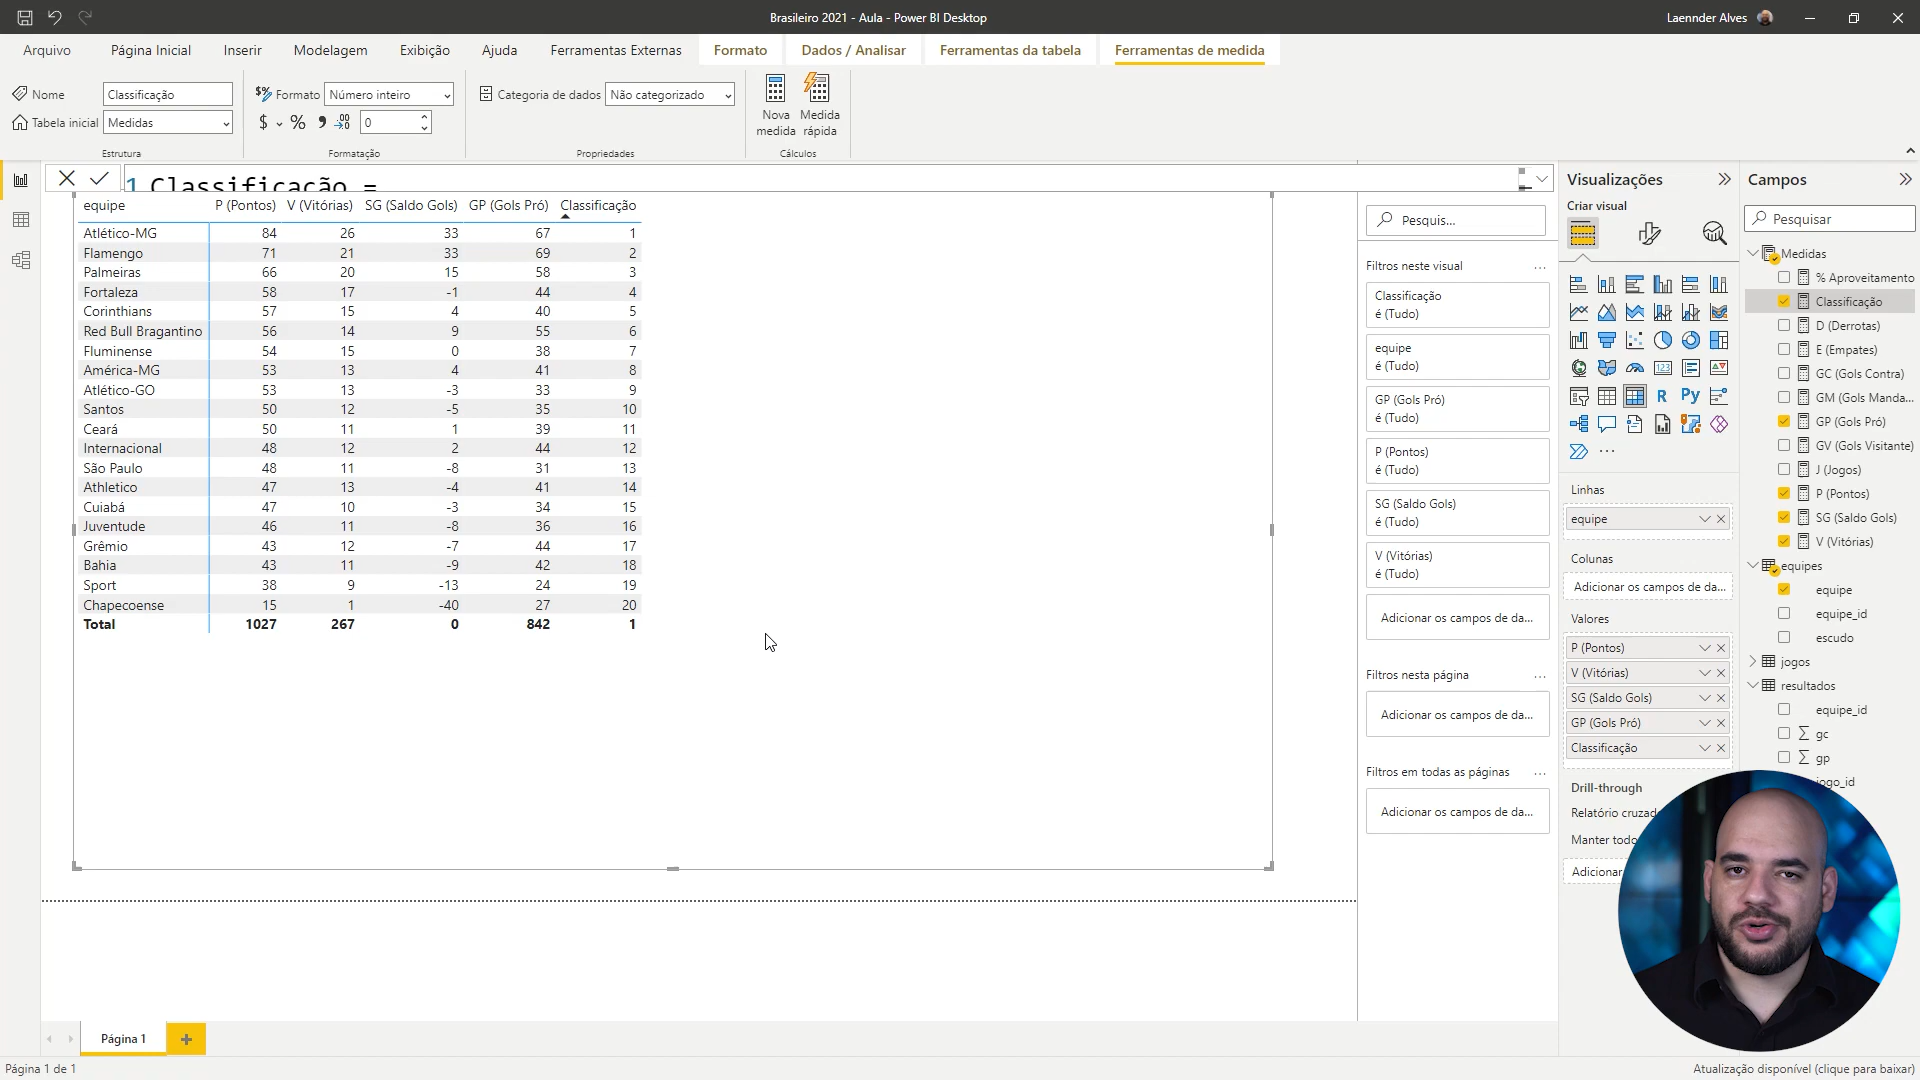 Brasileiro 2021 - Aula - Power BI Desktop
Laennder Alves
Arquivo
Página Inicial
Inserir
Modelagem
Exibição
Ajuda
Ferramentas Externas
Formato
Dados / Analisar
Ferramentas da tabela
Ferramentas de medida
Nome
Classificação
Tabela inicial
Medidas
Estrutura
Formato
Número inteiro
$ % 0
Formatação
Categoria de dados
Não categorizado
Propriedades
Nova medida
Medida rápida
Cálculos
1 Classificação =
equipe P (Pontos) V (Vitórias) SG (Saldo Gols) GP (Gols Pró) Classificação
Atlético-MG 84 26 33 67 1
Flamengo 71 21 33 69 2
Palmeiras 66 20 15 58 3
Fortaleza 58 17 -1 44 4
Corinthians 57 15 4 40 5
Red Bull Bragantino 56 14 9 55 6
Fluminense 54 15 0 38 7
América-MG 53 13 4 41 8
Atlético-GO 53 13 -3 33 9
Santos 50 12 -5 35 10
Ceará 50 11 1 39 11
Internacional 48 12 2 44 12
São Paulo 48 11 -8 31 13
Athletico 47 13 -4 41 14
Cuiabá 47 10 -3 34 15
Juventude 46 11 -8 36 16
Grêmio 43 12 -7 44 17
Bahia 43 11 -9 42 18
Sport 38 9 -13 24 19
Chapecoense 15 1 -40 27 20
Total 1027 267 0 842 1
Pesquis...
Filtros neste visual ...
Classificação
é (Tudo)
equipe
é (Tudo)
GP (Gols Pró)
é (Tudo)
P (Pontos)
é (Tudo)
SG (Saldo Gols)
é (Tudo)
V (Vitórias)
é (Tudo)
Adicionar os campos de da...
Filtros nesta página ...
Adicionar os campos de da...
Filtros em todas as páginas ...
Adicionar os campos de da...
Visualizações
Criar visual
R Py
123
...
Linhas
equipe
Colunas
Adicionar os campos de da...
Valores
P (Pontos)
V (Vitórias)
SG (Saldo Gols)
GP (Gols Pró)
Classificação
Drill-through
Relatório cruzad
Manter todo
Adicionar
Campos
Pesquisar
Medidas
% Aproveitamento
Classificação
D (Derrotas)
E (Empates)
GC (Gols Contra)
GM (Gols Manda...
GP (Gols Pró)
GV (Gols Visitante)
J (Jogos)
P (Pontos)
SG (Saldo Gols)
V (Vitórias)
equipes
equipe
equipe_id
escudo
jogos
resultados
equipe_id
gc
gp
jogo_id
Página 1
+
Página 1 de 1
Atualização disponível (clique para baixar)